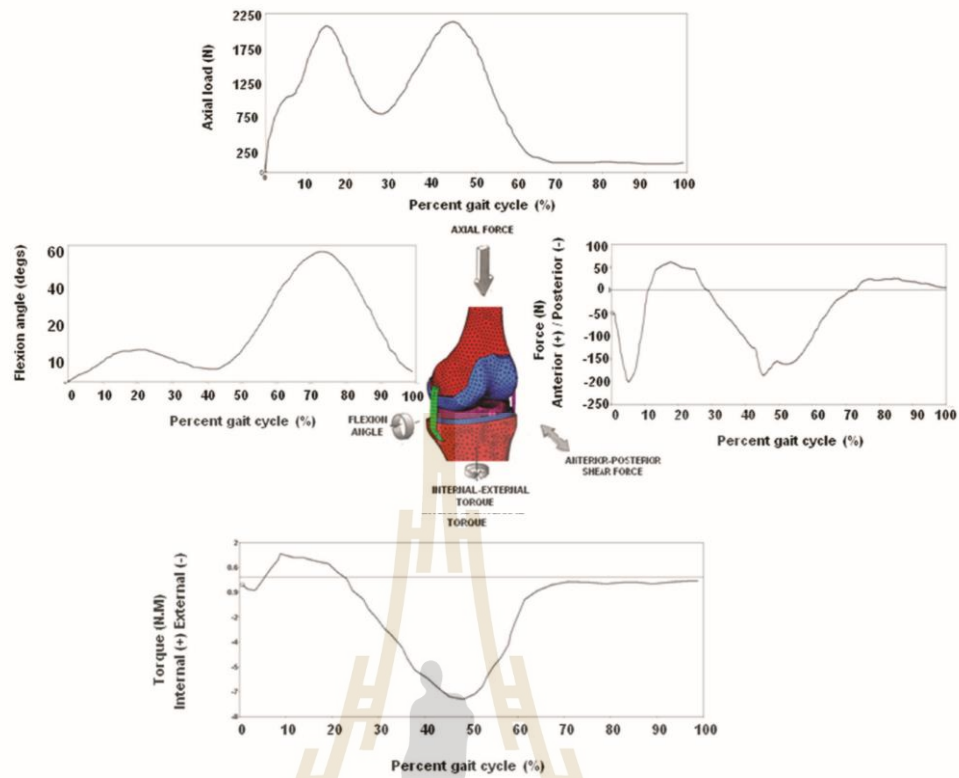 2250
1750
1250
750
250
Axial load (N)
0
10 20 30 40 50 60 70 80 90 100
Percent gait cycle (%)
AXIAL FORCE
60
40
20
10
Flexion angle (degs)
0 10 20 30 40 50 60 70 80 90 100
Percent gait cycle (%)
100
50
0
-50
-100
-150
-200
-250
Force (N)
Anterior (+) / Posterior (-)
0 10 20 30 40 50 60 70 80 90 100
Percent gait cycle (%)
FLEXION
ANGLE
ANTERIOR-POSTERIOR
SHEAR FORCE
INTERNAL-EXTERNAL
TORQUE
TORQUE
2
0.6
0.9
-2
-4
-5
-7
-8
Torque (N.M)
Internal (+) External (-)
0 10 20 30 40 50 60 70 80 90 100
Percent gait cycle (%)